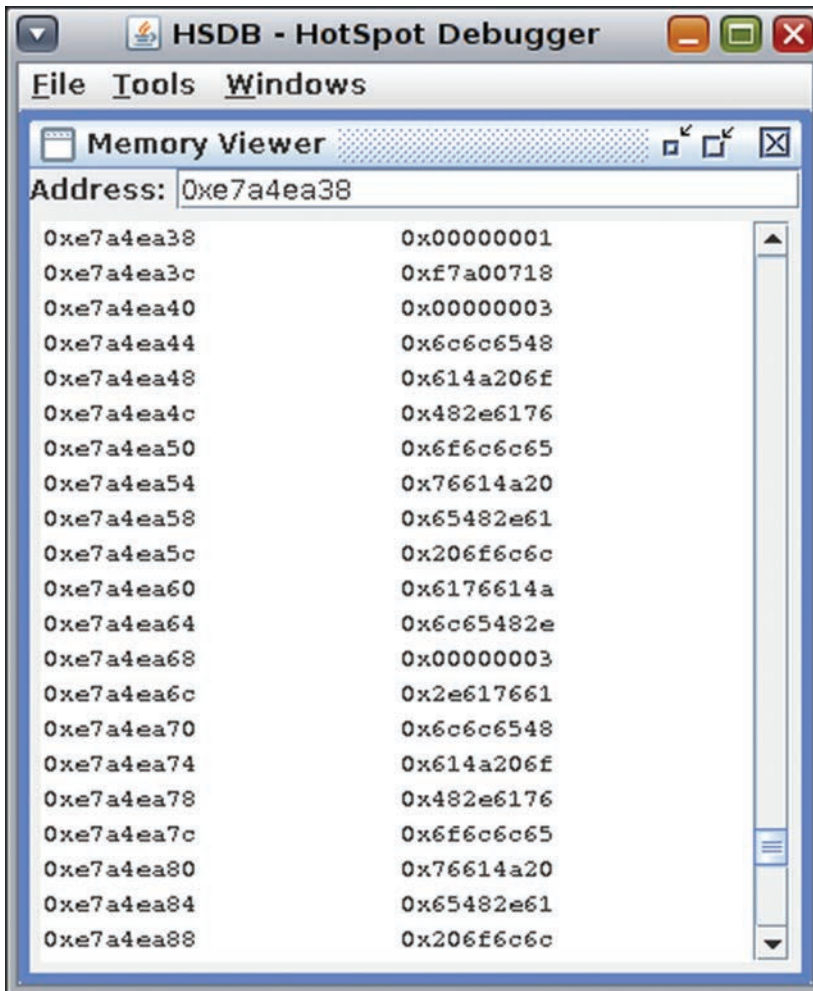 HSDB - HotSpot Debugger
File Tools Windows
Memory Viewer
Address: 0xe7a4ea38
0xe7a4ea38 0x00000001
0xe7a4ea3c 0xf7a00718
0xe7a4ea40 0x00000003
0xe7a4ea44 0x6c6c6548
0xe7a4ea48 0x614a206f
0xe7a4ea4c 0x482e6176
0xe7a4ea50 0x6f6c6c65
0xe7a4ea54 0x76614a20
0xe7a4ea58 0x65482e61
0xe7a4ea5c 0x206f6c6c
0xe7a4ea60 0x6176614a
0xe7a4ea64 0x6c65482e
0xe7a4ea68 0x00000003
0xe7a4ea6c 0x2e617661
0xe7a4ea70 0x6c6c6548
0xe7a4ea74 0x614a206f
0xe7a4ea78 0x482e6176
0xe7a4ea7c 0x6f6c6c65
0xe7a4ea80 0x76614a20
0xe7a4ea84 0x65482e61
0xe7a4ea88 0x206f6c6c